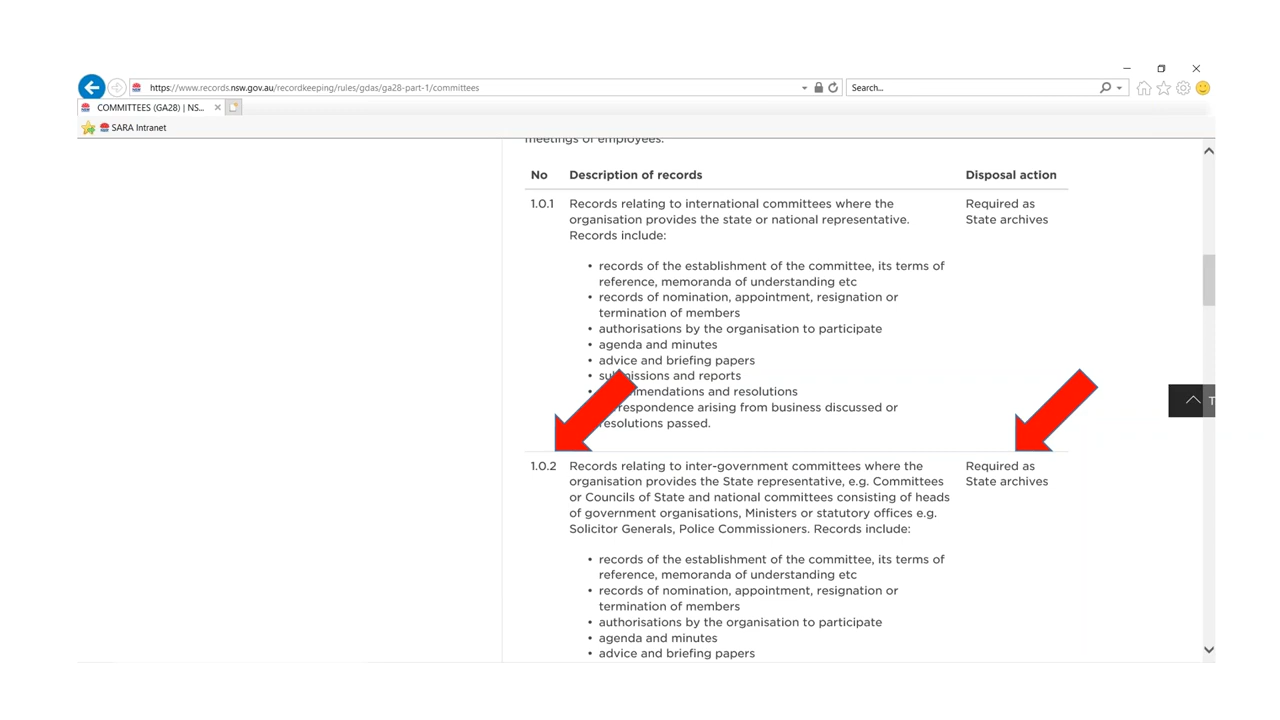 https://www.records.nsw.gov.au/recordkeeping/rules/gdas/ga28-part-1/committees
Search...
COMMITTEES (GA28) | NS...
SARA Intranet
meetings of employees.
No Description of records Disposal action
1.0.1 Records relating to international committees where the Required as
organisation provides the state or national representative. State archives
Records include:
• records of the establishment of the committee, its terms of
reference, memoranda of understanding etc
• records of nomination, appointment, resignation or
termination of members
• authorisations by the organisation to participate
• agenda and minutes
• advice and briefing papers
• and reports
• and resolutions
arising from business discussed or
resolutions passed.
1.0.2 Records relating to inter-government committees where the Required as
organisation provides the State representative, e.g. Committees State archives
or Councils of State and national committees consisting of heads
of government organisations, Ministers or statutory offices e.g.
Solicitor Generals, Police Commissioners. Records include:
• records of the establishment of the committee, its terms of
reference, memoranda of understanding etc
• records of nomination, appointment, resignation or
termination of members
• authorisations by the organisation to participate
• agenda and minutes
• advice and briefing papers